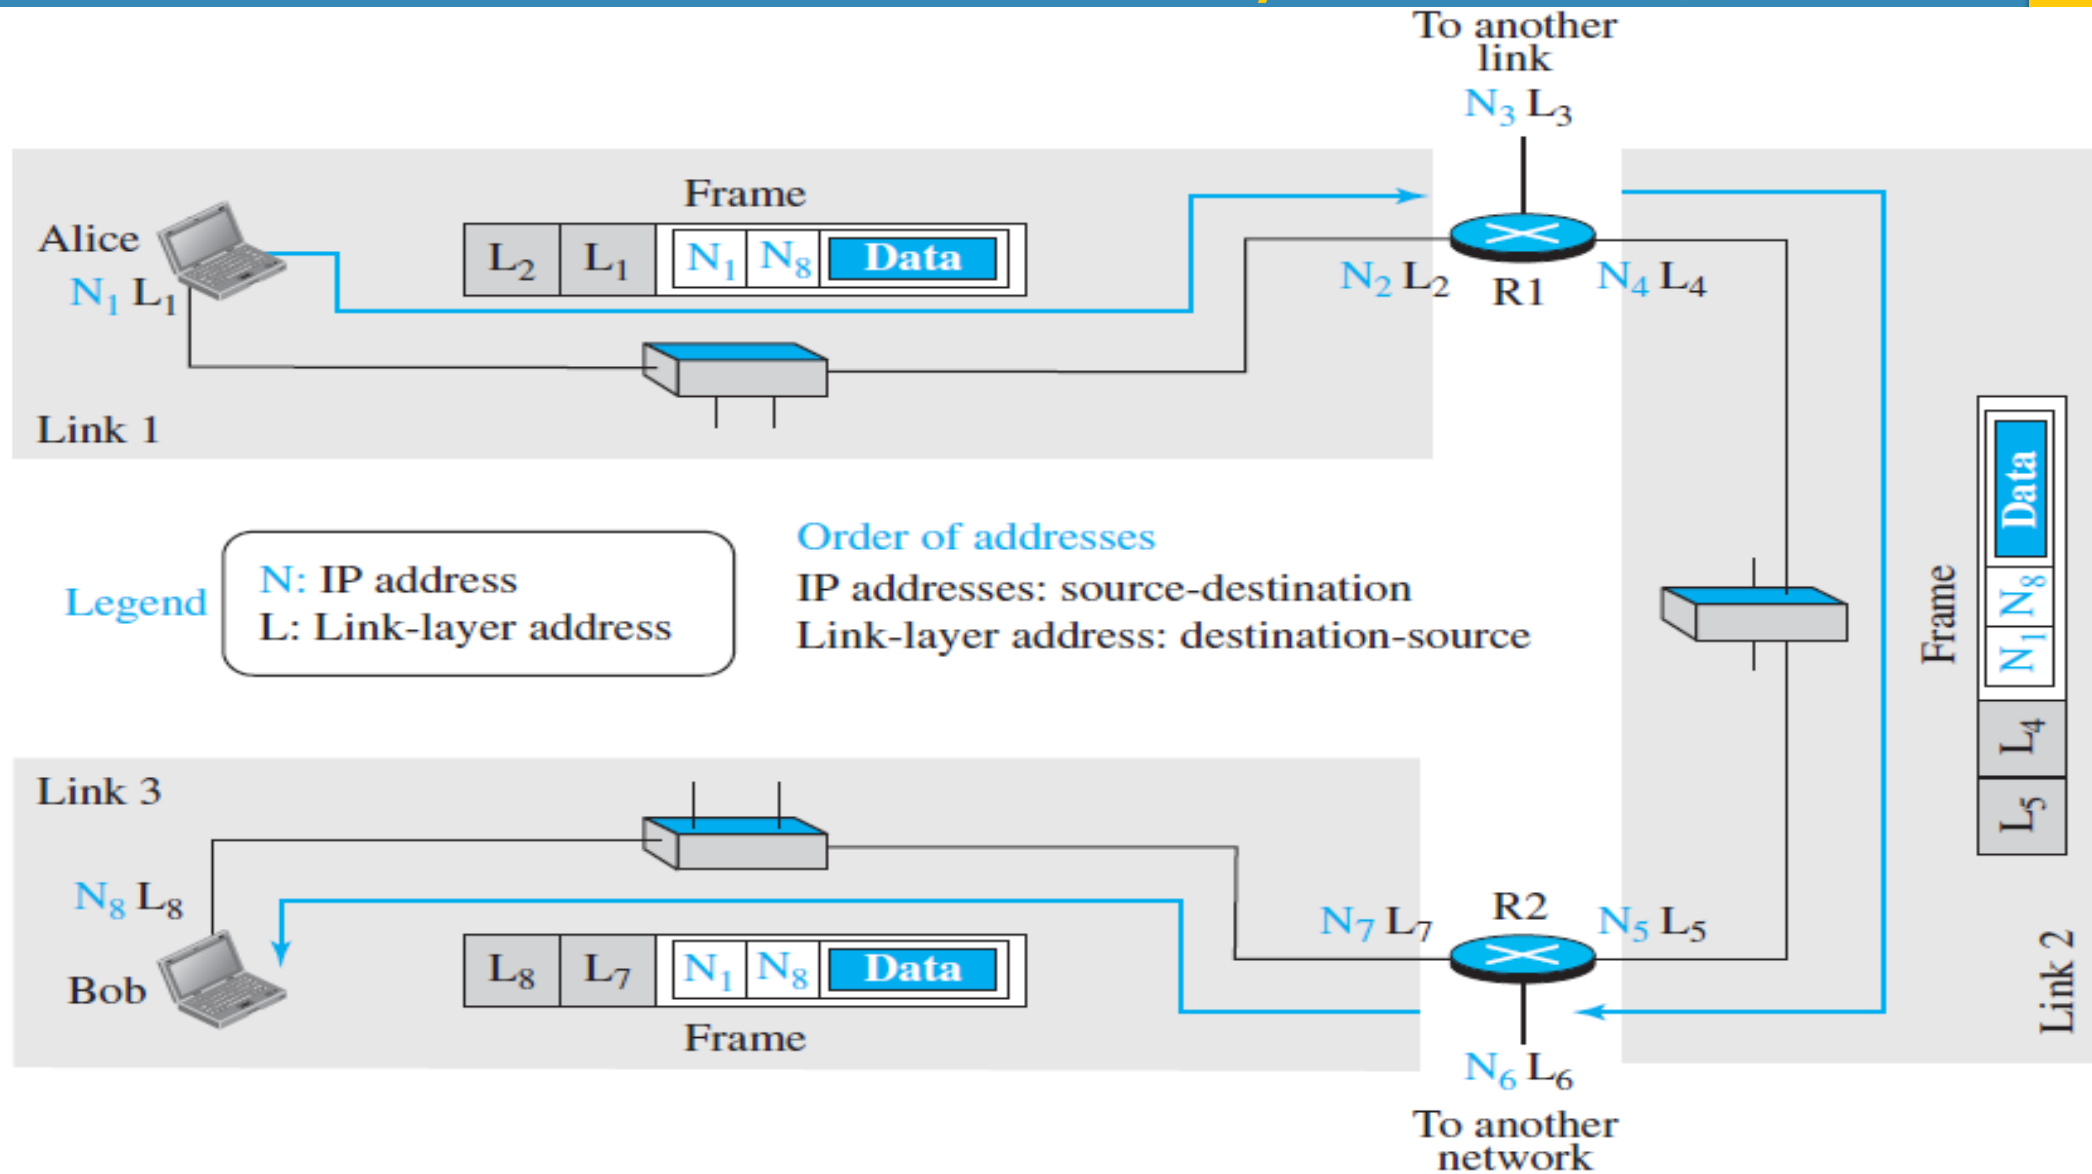 To another
link
N₃ L₃
Frame
Alice
L₂ L₁ N₁ N₈ Data
N₁ L₁
N₂ L₂
R1
N₄ L₄
Link 1
Order of addresses
Legend
N: IP address
L: Link-layer address
IP addresses: source-destination
Link-layer address: destination-source
Frame
L₅ L₄ N₁ N₈ Data
Link 2
Link 3
N₈ L₈
Bob
N₇ L₇
R2
N₅ L₅
L₈ L₇ N₁ N₈ Data
Frame
N₆ L₆
To another
network